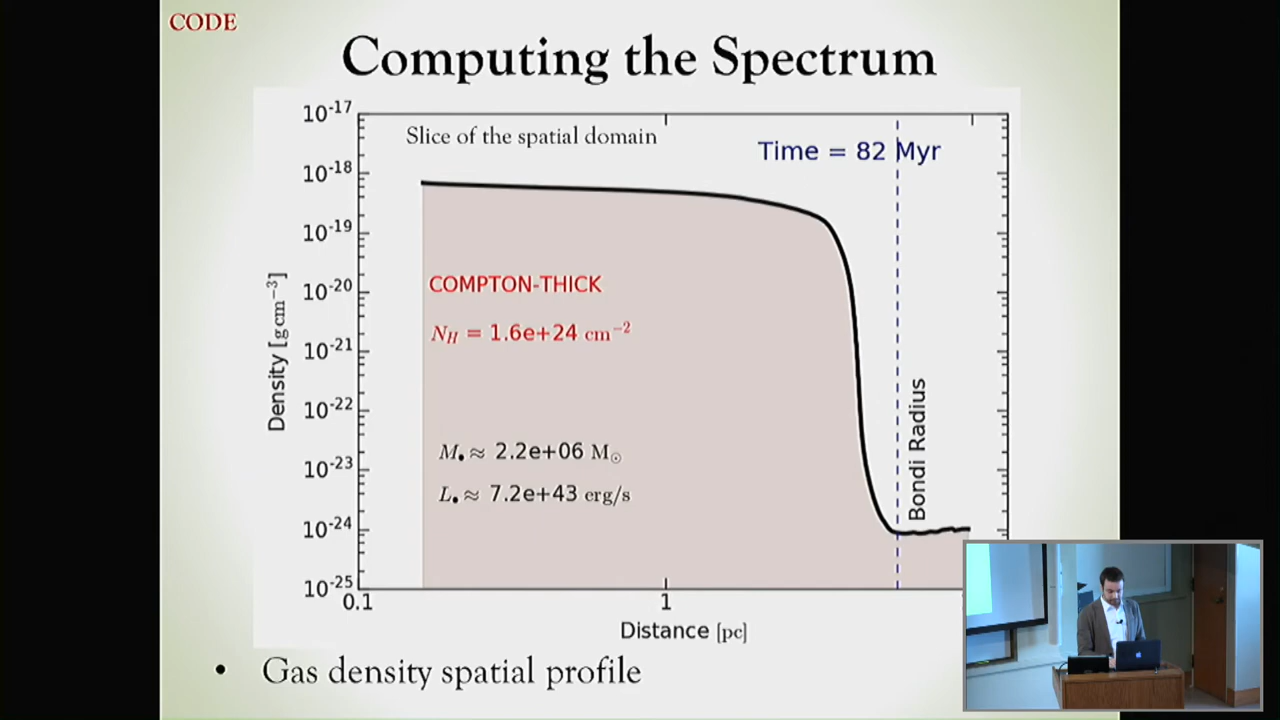 CODE
Computing the Spectrum
Slice of the spatial domain
Time = 82 Myr
10⁻¹⁷
10⁻¹⁸
10⁻¹⁹
10⁻²⁰
10⁻²¹
10⁻²²
10⁻²³
10⁻²⁴
10⁻²⁵
Density [g cm⁻³]
COMPTON-THICK
N_H = 1.6e+24 cm⁻²
M• ≈ 2.2e+06 M⊙
L• ≈ 7.2e+43 erg/s
Bondi Radius
0.1
1
Distance [pc]
• Gas density spatial profile